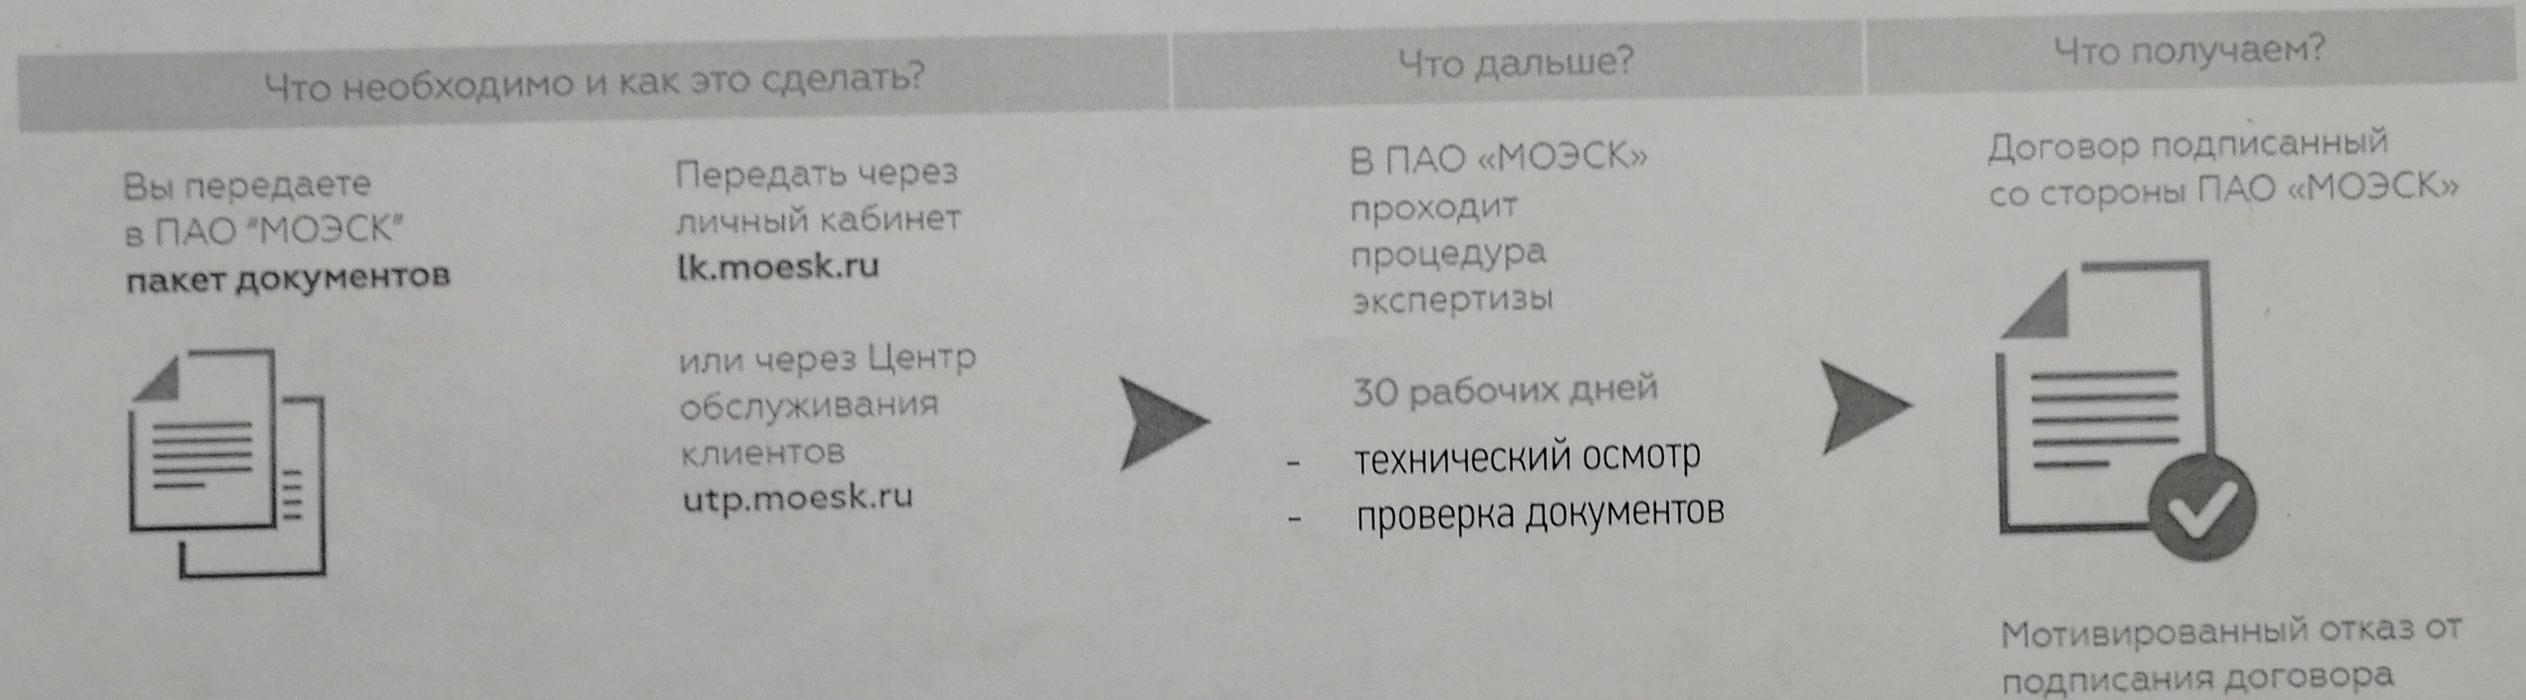 Что необходимо и как это сделать?
Что дальше?
Что получаем?
Вы передаете
в ПАО "МОЭСК"
пакет документов
Передать через
личный кабинет
lk.moesk.ru
или через Центр
обслуживания
клиентов
utp.moesk.ru
В ПАО «МОЭСК»
проходит
процедура
экспертизы
30 рабочих дней
- технический осмотр
- проверка документов
Договор подписанный
со стороны ПАО «МОЭСК»
Мотивированный отказ от
подписания договора